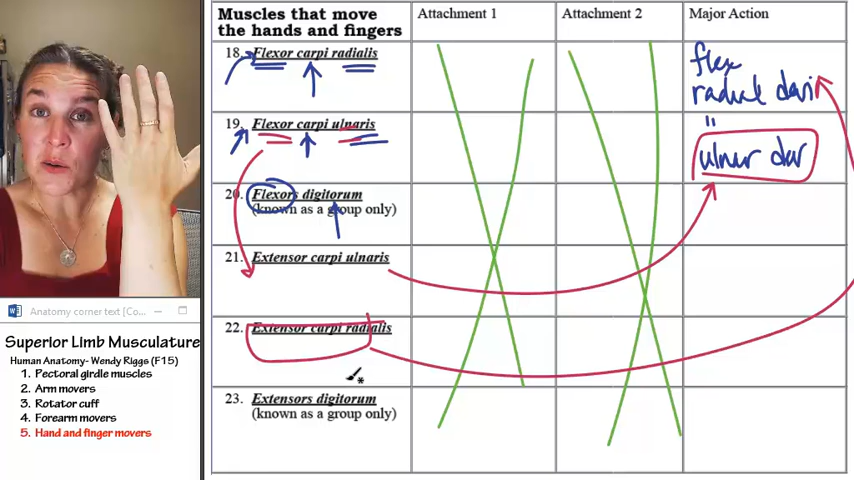 Muscles that move
the hands and fingers
Attachment 1
Attachment 2
Major Action
18. Flexor carpi radialis
flex
radial devi
19. Flexor carpi ulnaris
"
ulnar dev
20. Flexors digitorum
(known as a group only)
21. Extensor carpi ulnaris
22. Extensor carpi radialis
23. Extensors digitorum
(known as a group only)
Anatomy corner text [Co...
Superior Limb Musculature
Human Anatomy- Wendy Riggs (F15)
1. Pectoral girdle muscles
2. Arm movers
3. Rotator cuff
4. Forearm movers
5. Hand and finger movers